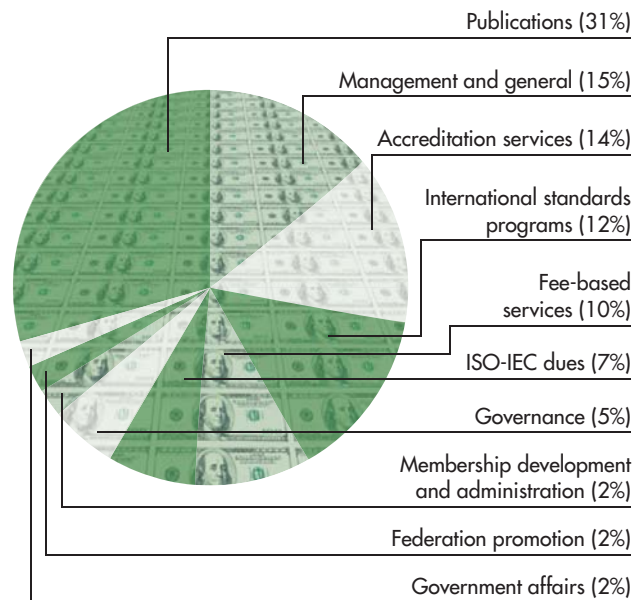 Publications (31%)
Management and general (15%)
Accreditation services (14%)
International standards
programs (12%)
Fee-based
services (10%)
ISO-IEC dues (7%)
Governance (5%)
Membership development
and administration (2%)
Federation promotion (2%)
Government affairs (2%)